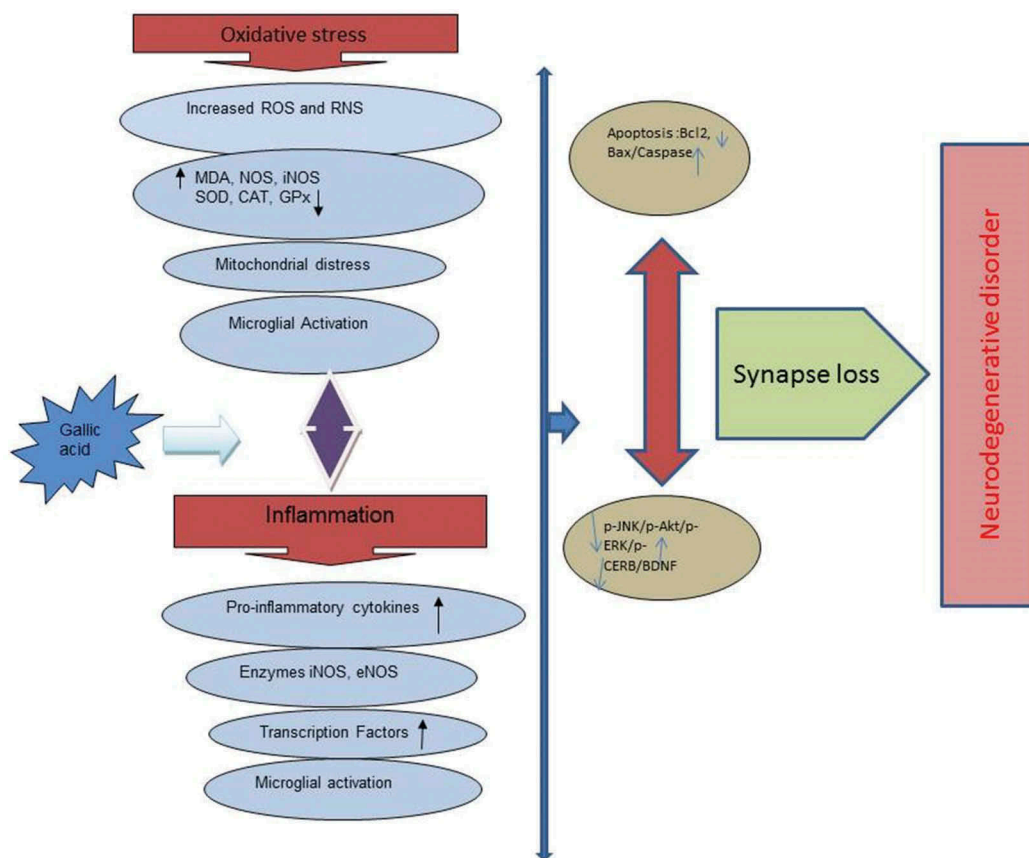 Oxidative stress
Increased ROS and RNS
MDA, NOS, iNOS
SOD, CAT, GPx
Mitochondrial distress
Microglial Activation
Gallic
acid
Inflammation
Pro-inflammatory cytokines
Enzymes iNOS, eNOS
Transcription Factors
Microglial activation
Apoptosis :Bcl2,
Bax/Caspase
p-JNK/p-Akt/p-
ERK/p-
CERB/BDNF
Synapse loss
Neurodegenerative disorder